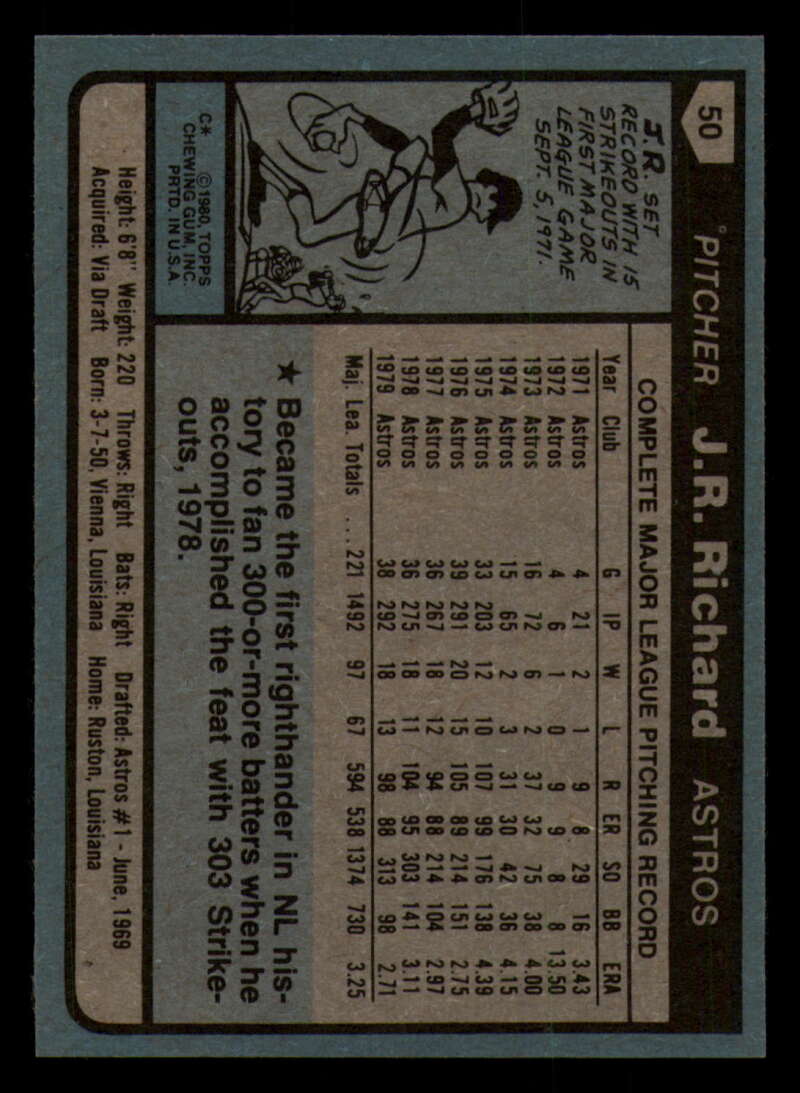 50
PITCHER J.R. Richard ASTROS
J.R. SET
RECORD WITH 15
STRIKEOUTS IN
FIRST MAJOR
LEAGUE GAME
SEPT. 5, 1971.
C* ©1980, TOPPS
CHEWING GUM, INC.
PRTD. IN U.S.A.
COMPLETE MAJOR LEAGUE PITCHING RECORD
Year Club G IP W L R ER SO BB ERA
1971 Astros 4 21 2 1 9 8 29 16 3.43
1972 Astros 4 6 1 0 9 9 8 8 13.50
1973 Astros 16 72 6 2 37 32 75 38 4.00
1974 Astros 15 65 2 3 31 30 42 36 4.15
1975 Astros 33 203 12 10 107 99 176 138 4.39
1976 Astros 39 291 20 15 105 89 214 151 2.75
1977 Astros 36 267 18 12 94 88 214 104 2.97
1978 Astros 36 275 18 11 104 95 303 141 3.11
1979 Astros 38 292 18 13 98 88 313 98 2.71
Maj. Lea. Totals ... 221 1492 97 67 594 538 1374 730 3.25
★ Became the first righthander in NL his-
tory to fan 300-or-more batters when he
accomplished the feat with 303 Strike-
outs, 1978.
Height: 6'8" Weight: 220 Throws: Right Bats: Right Drafted: Astros #1 - June, 1969
Acquired: Via Draft Born: 3-7-50, Vienna, Louisiana Home: Ruston, Louisiana